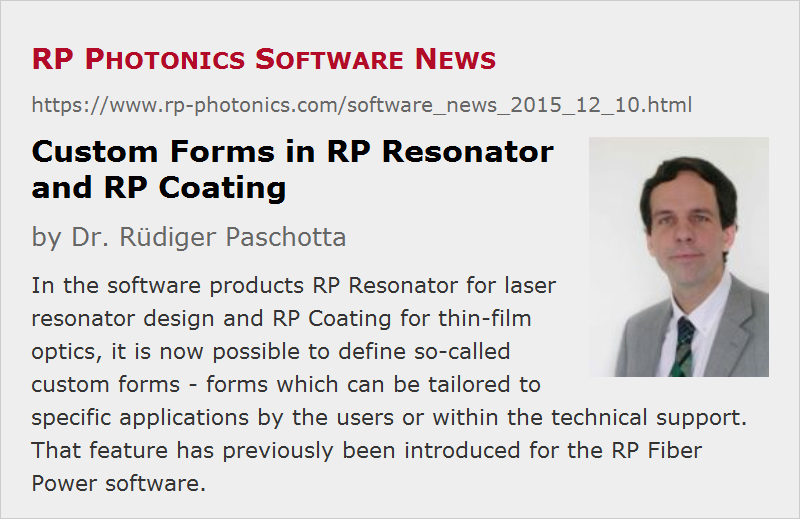 RP Photonics Software News
https://www.rp-photonics.com/software_news_2015_12_10.html
Custom Forms in RP Resonator
and RP Coating
by Dr. Rüdiger Paschotta
In the software products RP Resonator for laser
resonator design and RP Coating for thin-film
optics, it is now possible to define so-called
custom forms - forms which can be tailored to
specific applications by the users or within the technical support.
That feature has previously been introduced for the RP Fiber
Power software.